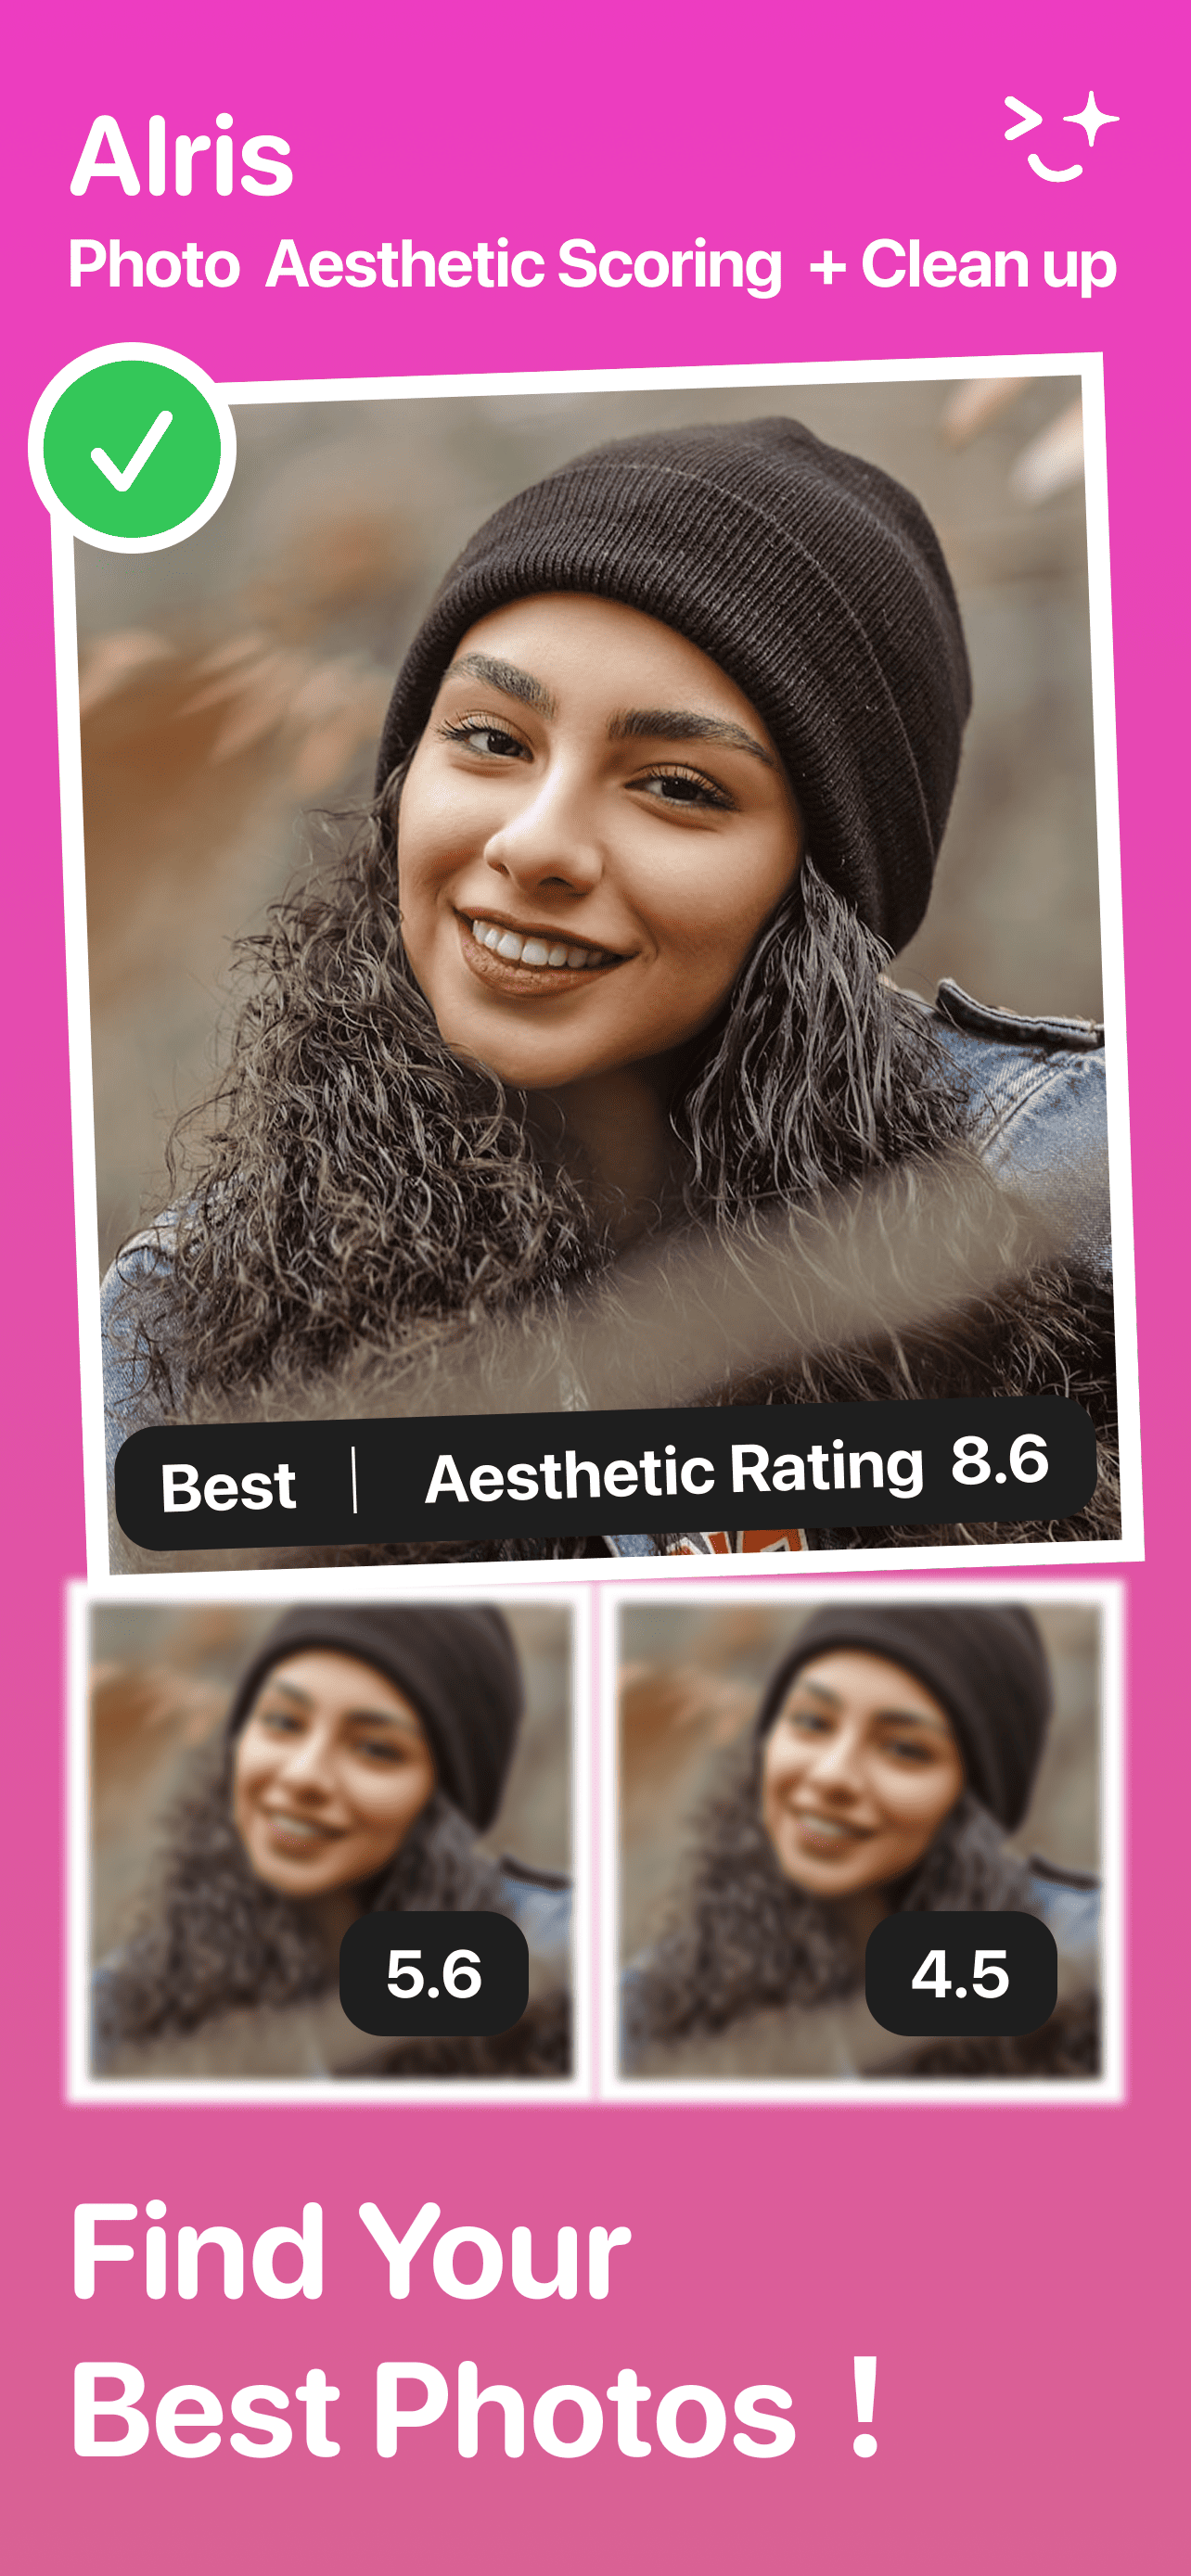 AIris
Photo Aesthetic Scoring + Clean up
Best | Aesthetic Rating 8.6
5.6
4.5
Find Your
Best Photos !